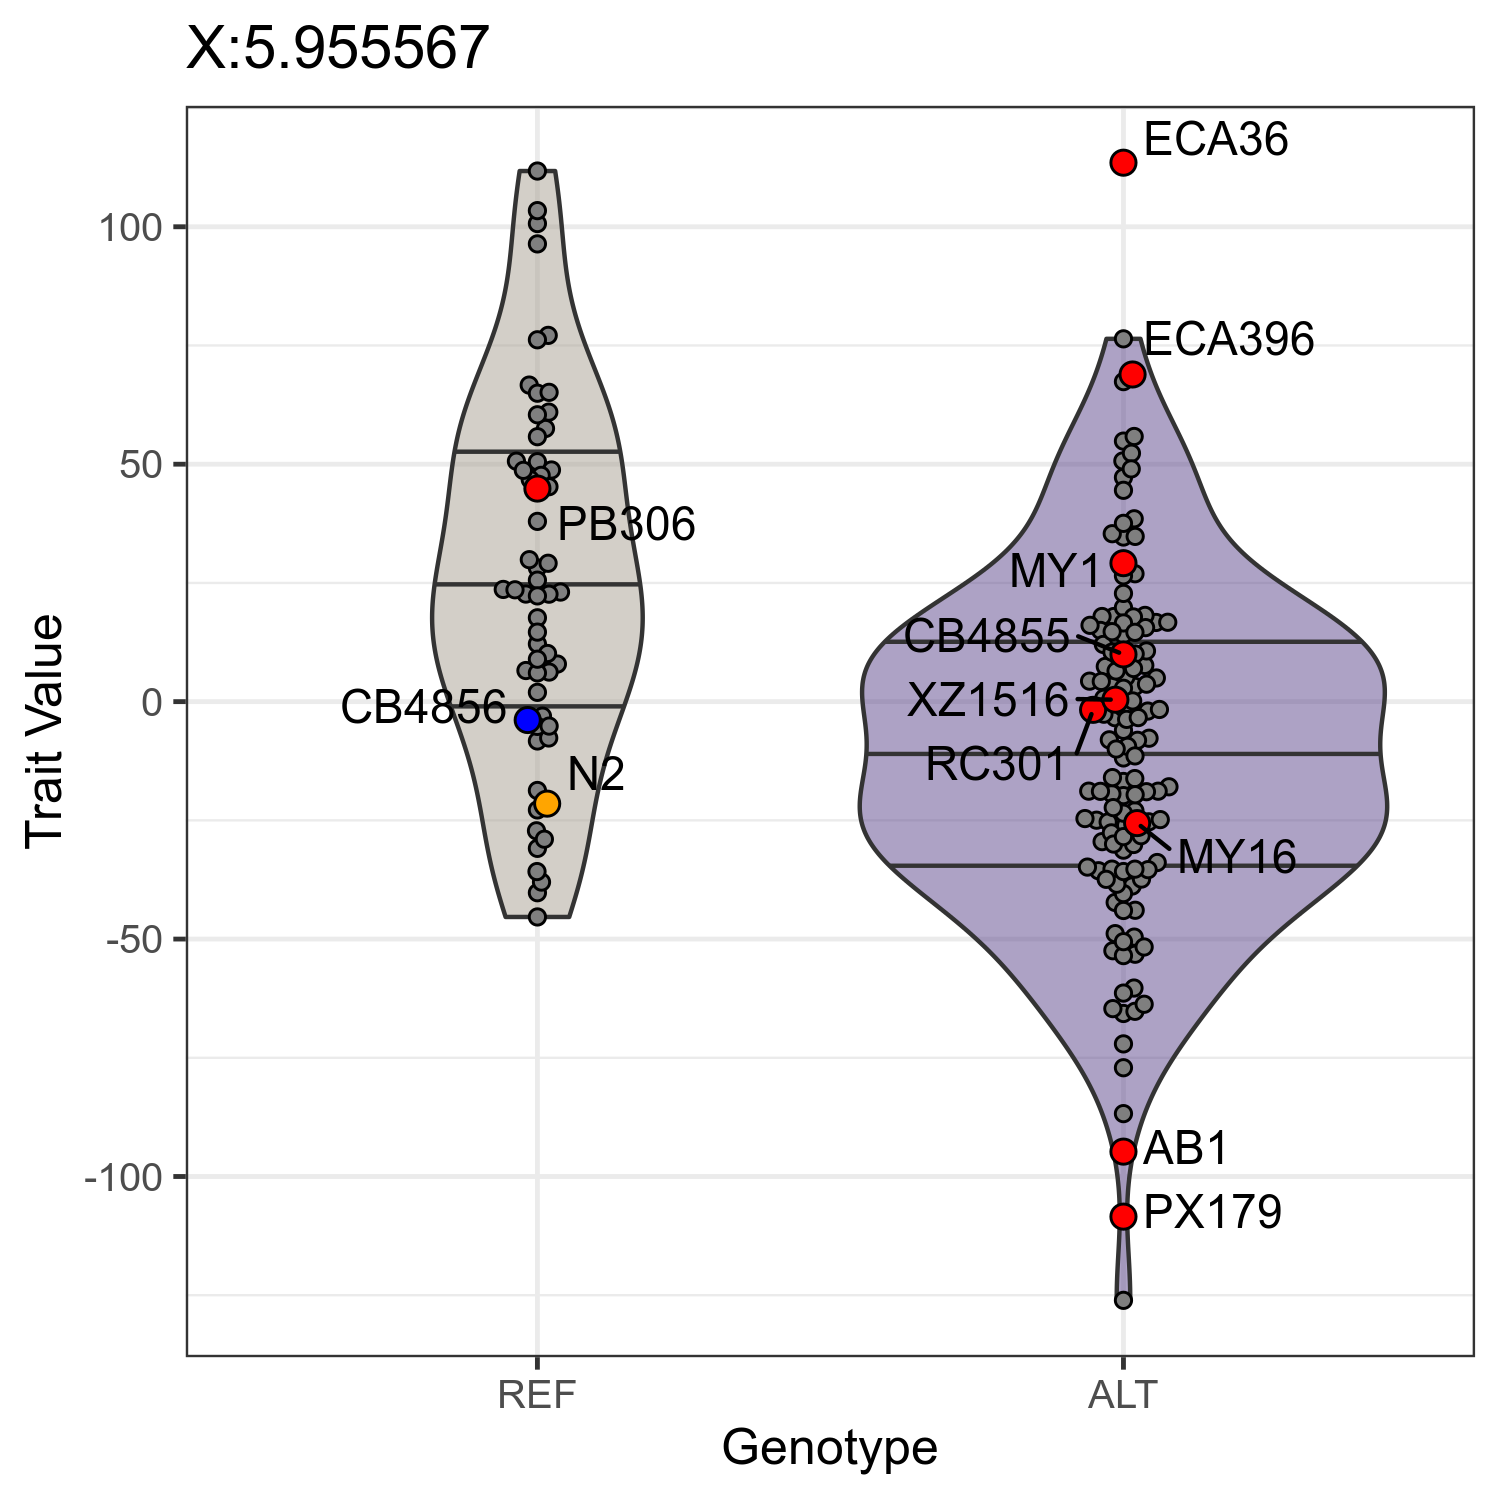 X:5.955567
ECA36
100
ECA396
50
PB306
MY1
CB4855
XZ1516
CB4856
0
RC301
N2
MY16
-50
AB1
-100
PX179
Trait Value
REF
ALT
Genotype